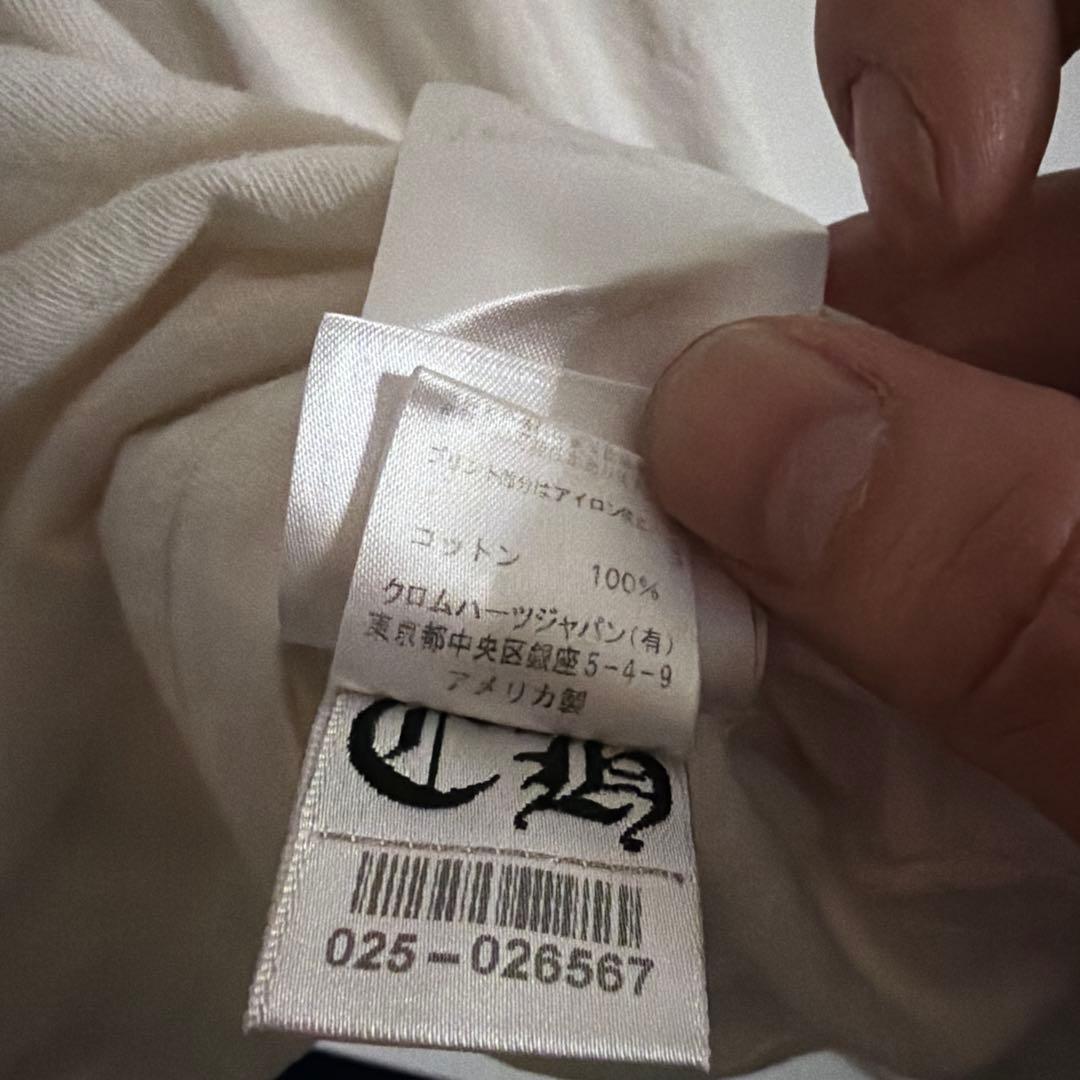 プリント部分はアイロン
コットン 100%
クロムハーツジャパン(有)
東京都中央区銀座5-4-9
アメリカ製
CH
025-026567